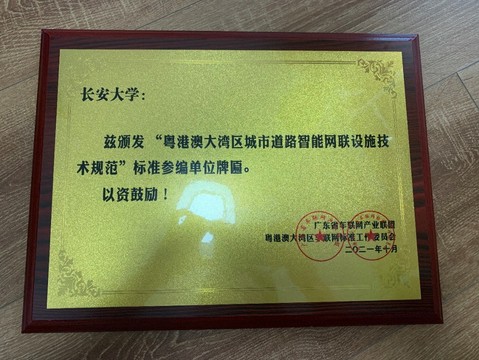 长安大学：
兹颁发“粤港澳大湾区城市道路智能网联设施技
术规范”标准参编单位牌匾。
以资鼓励！
广东省车联网产业联盟
粤港澳大湾区车联网标准工作委员会
二〇二一年十月